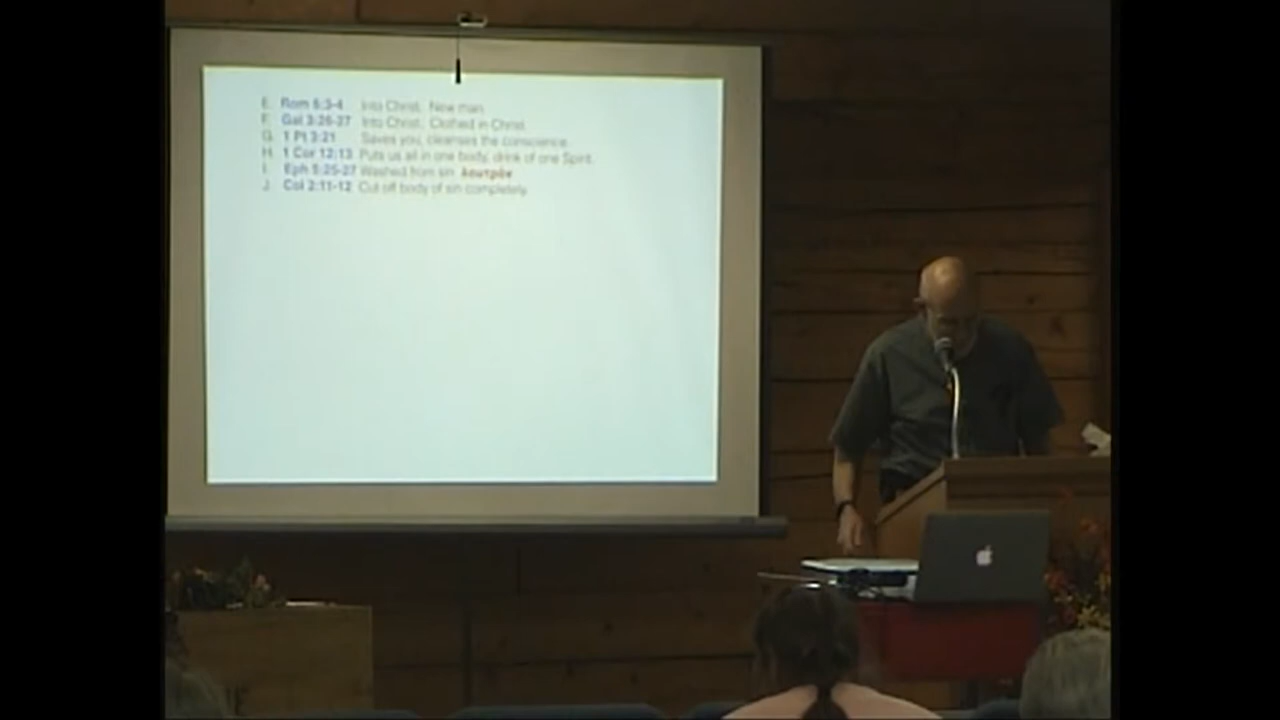 E. Rom 6:3-4 Into Christ. New man.
F. Gal 3:26-27 Into Christ. Clothed in Christ.
G. 1 Pt 3:21 Saves you, cleanses the conscience.
H. 1 Cor 12:13 Puts us all in one body, drink of one Spirit.
I. Eph 5:25-27 Washed from sin λουτρόν
J. Col 2:11-12 Cut off body of sin completely.